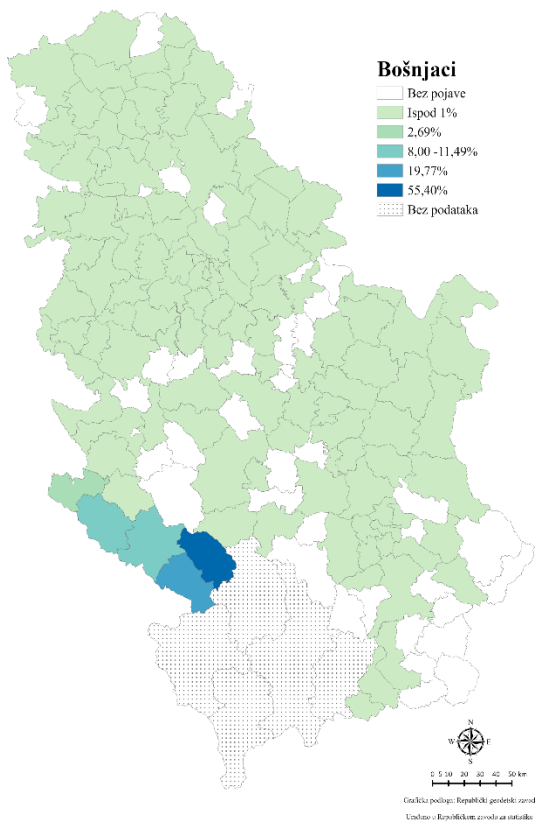 Bošnjaci
Bez pojave
Ispod 1%
2,69%
8,00 -11,49%
19,77%
55,40%
Bez podataka
N
W E
S
0 5 10 20 30 40 50 km
Grafička podloga: Republički geodetski zavod
Urađeno u Republičkom zavodu za statistiku